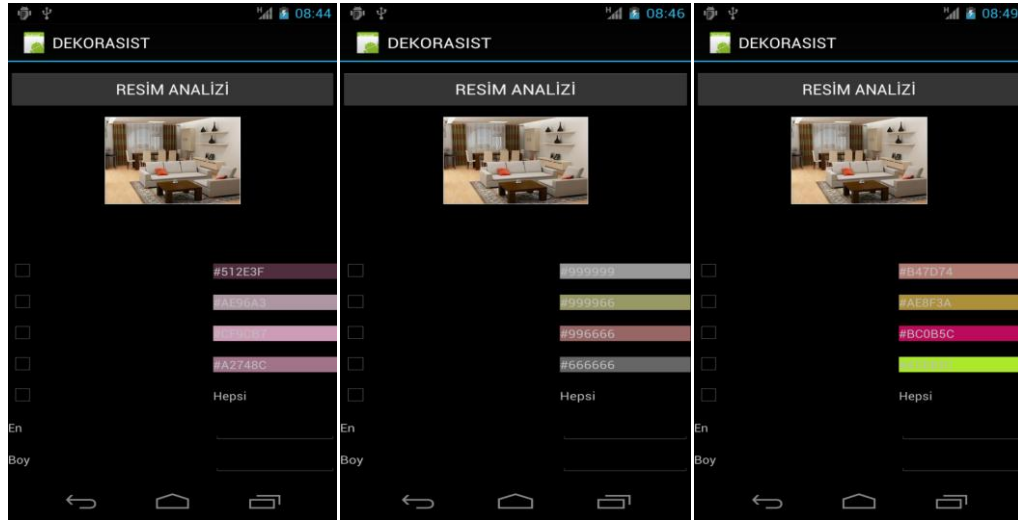 08:44
DEKORASIST
RESİM ANALİZİ
#512E3F
#AE96A3
#A2748C
Hepsi
En
Boy
08:46
DEKORASIST
RESİM ANALİZİ
#999999
#999966
#996666
#666666
Hepsi
En
Boy
08:49
DEKORASIST
RESİM ANALİZİ
#B47D74
#AE8F3A
#BC0B5C
Hepsi
En
Boy